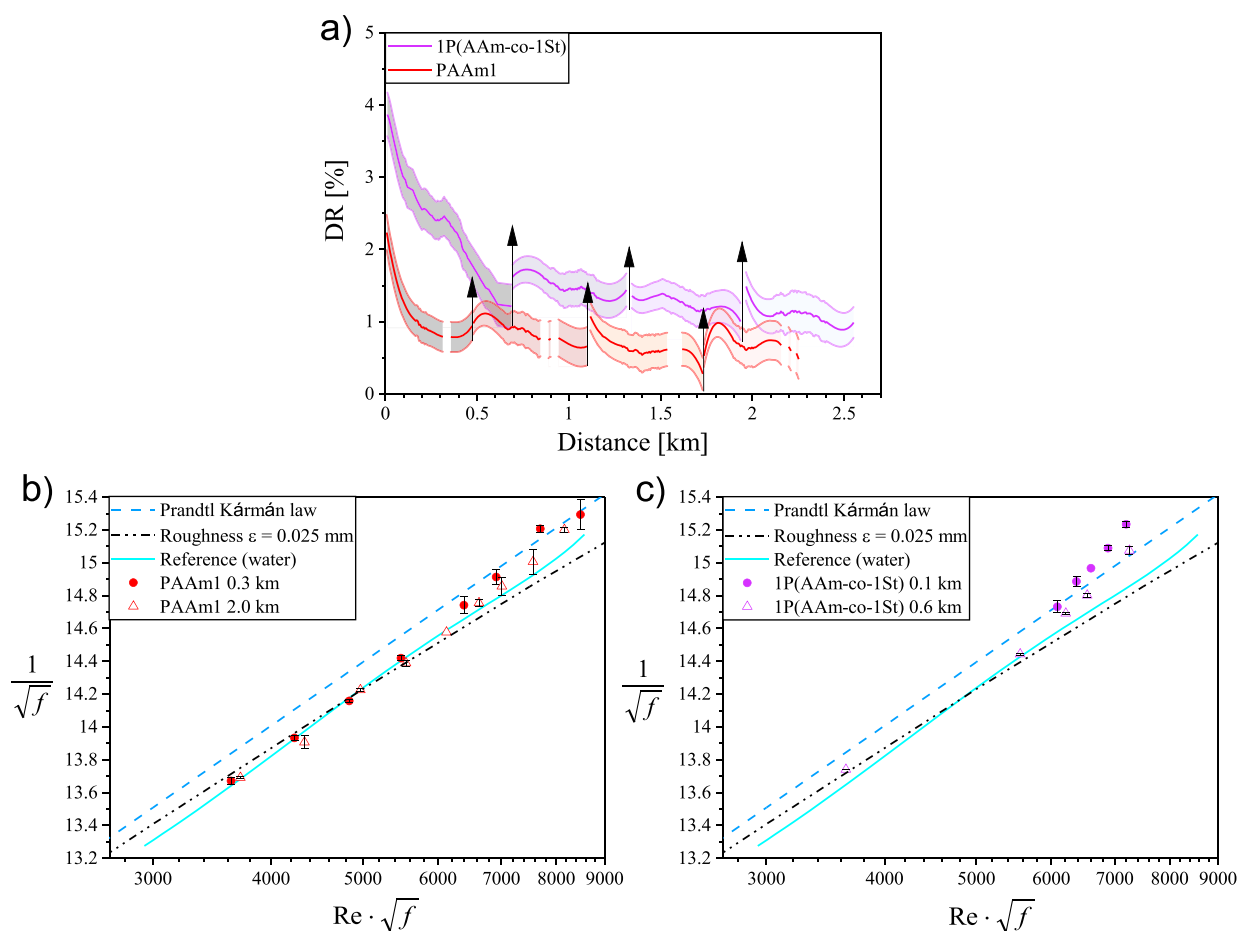 a)
5
4
3
2
1
0
DR [%]
1P(AAm-co-1St)
PAAm1
0 0.5 1 1.5 2 2.5
Distance [km]
b)
15.4
15.2
15
14.8
14.6
14.4
14.2
14
13.8
13.6
13.4
13.2
1/√f
Prandtl Kármán law
Roughness ε = 0.025 mm
Reference (water)
PAAm1 0.3 km
PAAm1 2.0 km
3000 4000 5000 6000 7000 8000 9000
Re · √f
c)
15.4
15.2
15
14.8
14.6
14.4
14.2
14
13.8
13.6
13.4
13.2
1/√f
Prandtl Kármán law
Roughness ε = 0.025 mm
Reference (water)
1P(AAm-co-1St) 0.1 km
1P(AAm-co-1St) 0.6 km
3000 4000 5000 6000 7000 8000 9000
Re · √f